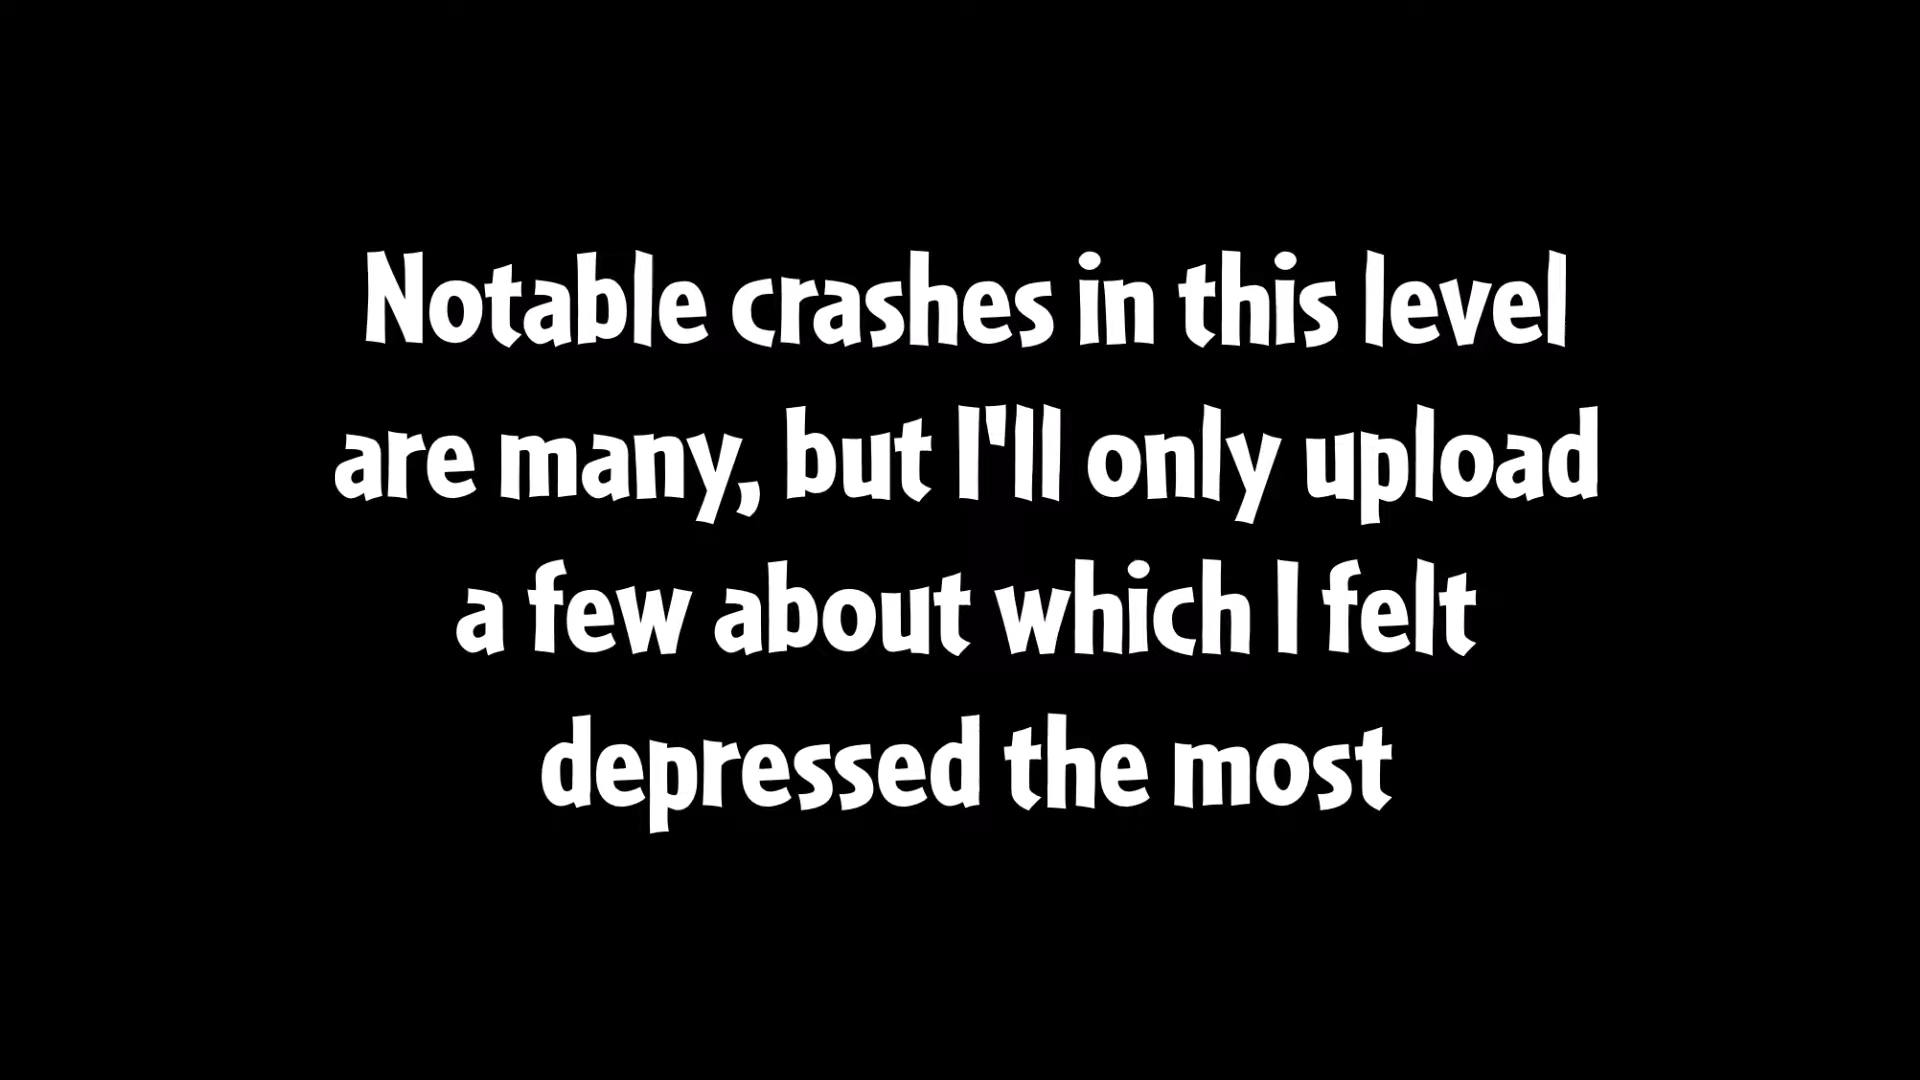 Notable crashes in this level
are many, but I'll only upload
a few about which I felt
depressed the most